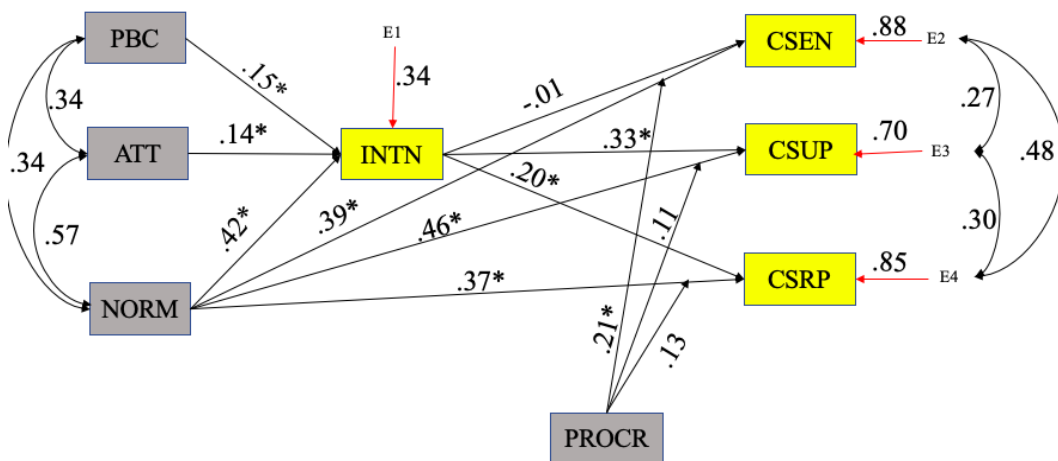 PBC
E1
CSEN
.88
E2
.15*
.34
.34
-.01
.27
ATT
.14*
INTN
.33*
CSUP
.70
E3
.34
.20*
.48
.57
.42*
.39*
.46*
.11
.30
NORM
.37*
CSRP
.85
E4
.21*
.13
PROCR